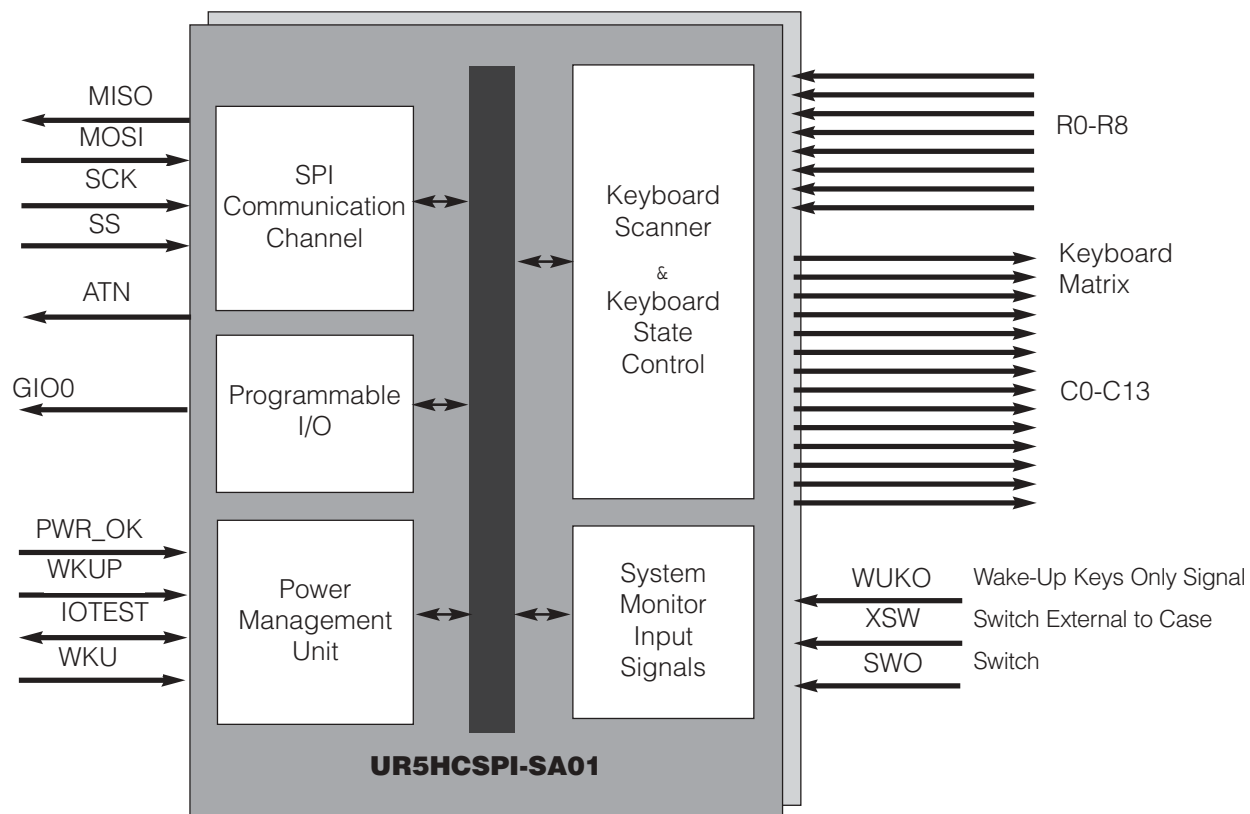 MISO
MOSI
SCK
SS
ATN
GIO0
PWR_OK
WKUP
IOTEST
WKU
SPI
Communication
Channel
Programmable
I/O
Power
Management
Unit
Keyboard
Scanner
&
Keyboard
State
Control
System
Monitor
Input
Signals
R0-R8
Keyboard
Matrix
C0-C13
WUKO Wake-Up Keys Only Signal
XSW Switch External to Case
SWO Switch
UR5HCSPI-SA01